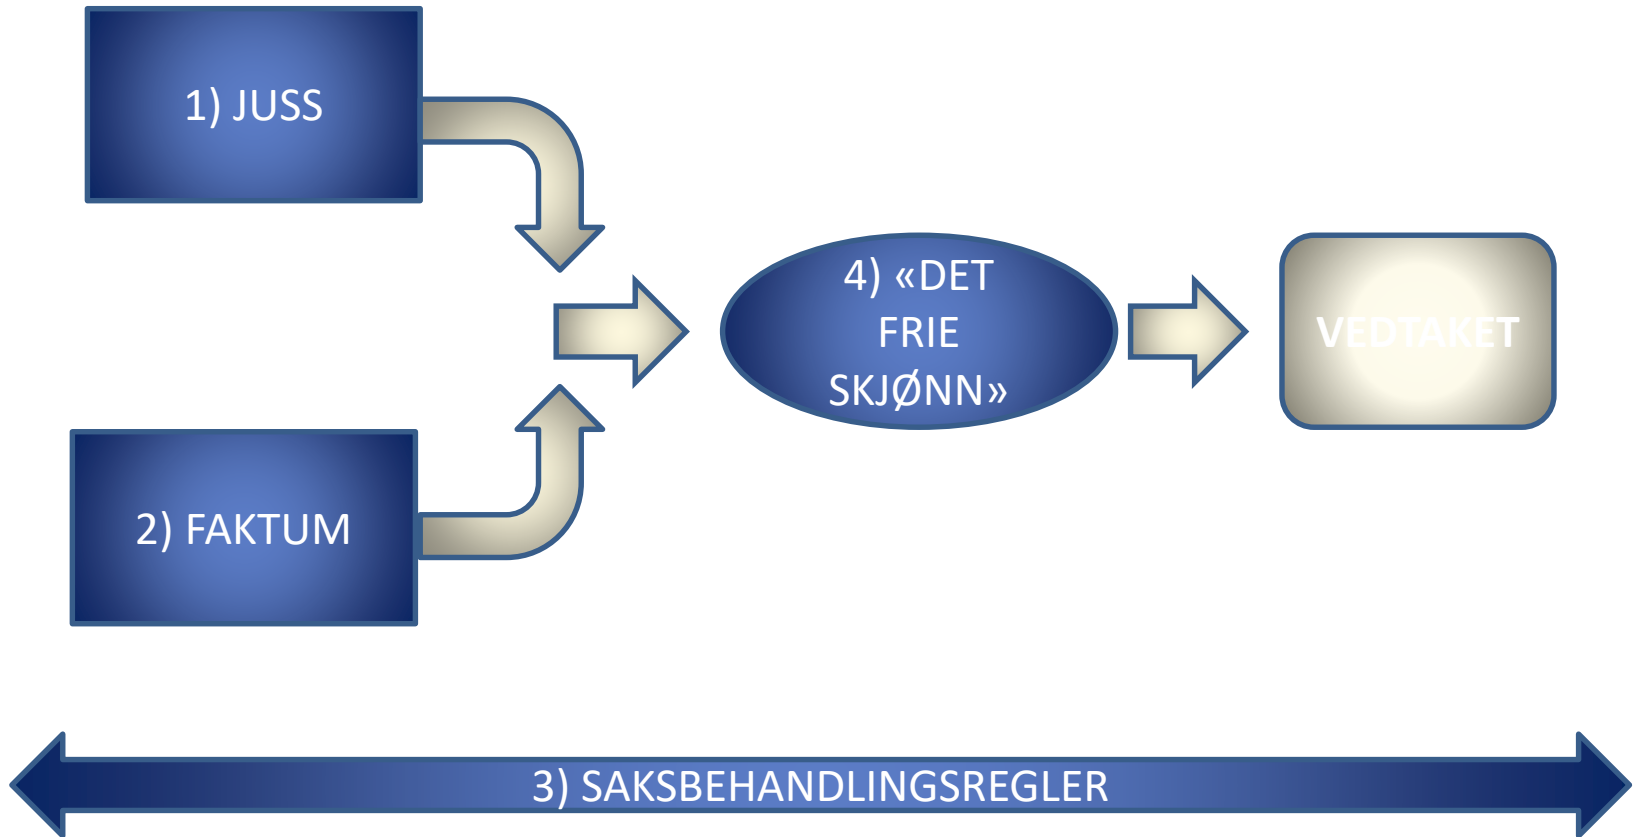 1) JUSS
4) «DET
FRIE
SKJØNN»
VEDTAKET
2) FAKTUM
3) SAKSBEHANDLINGSREGLER